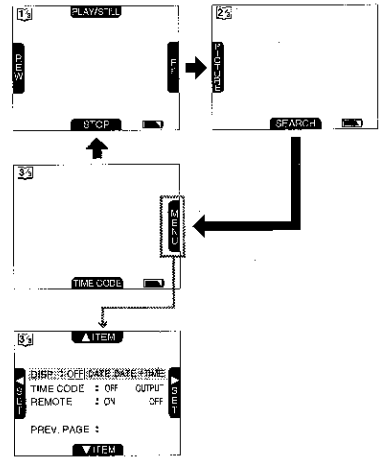 1/3
PLAY/STILL
REW
FF
STOP
2/3
PICTURE
SEARCH
3/3
MENU
TIME CODE
3/3
▲ITEM
◀SET
DISP. : OFF DATE DATE+TIME
TIME CODE : OFF OUTPUT
REMOTE : ON OFF
PREV. PAGE :
▶SET
▼ITEM